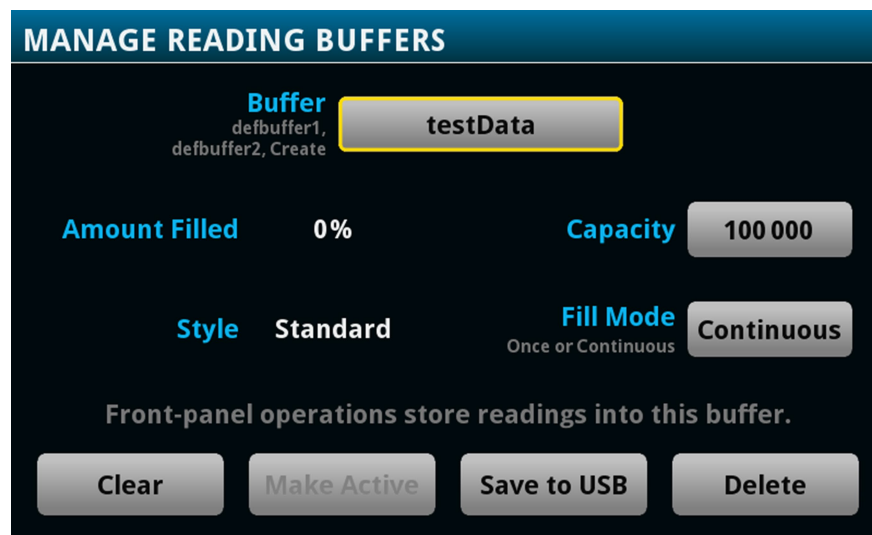 MANAGE READING BUFFERS
Buffer
defbuffer1,
defbuffer2, Create
testData
Amount Filled 0%
Capacity 100 000
Style Standard
Fill Mode
Once or Continuous
Continuous
Front-panel operations store readings into this buffer.
Clear Make Active Save to USB Delete